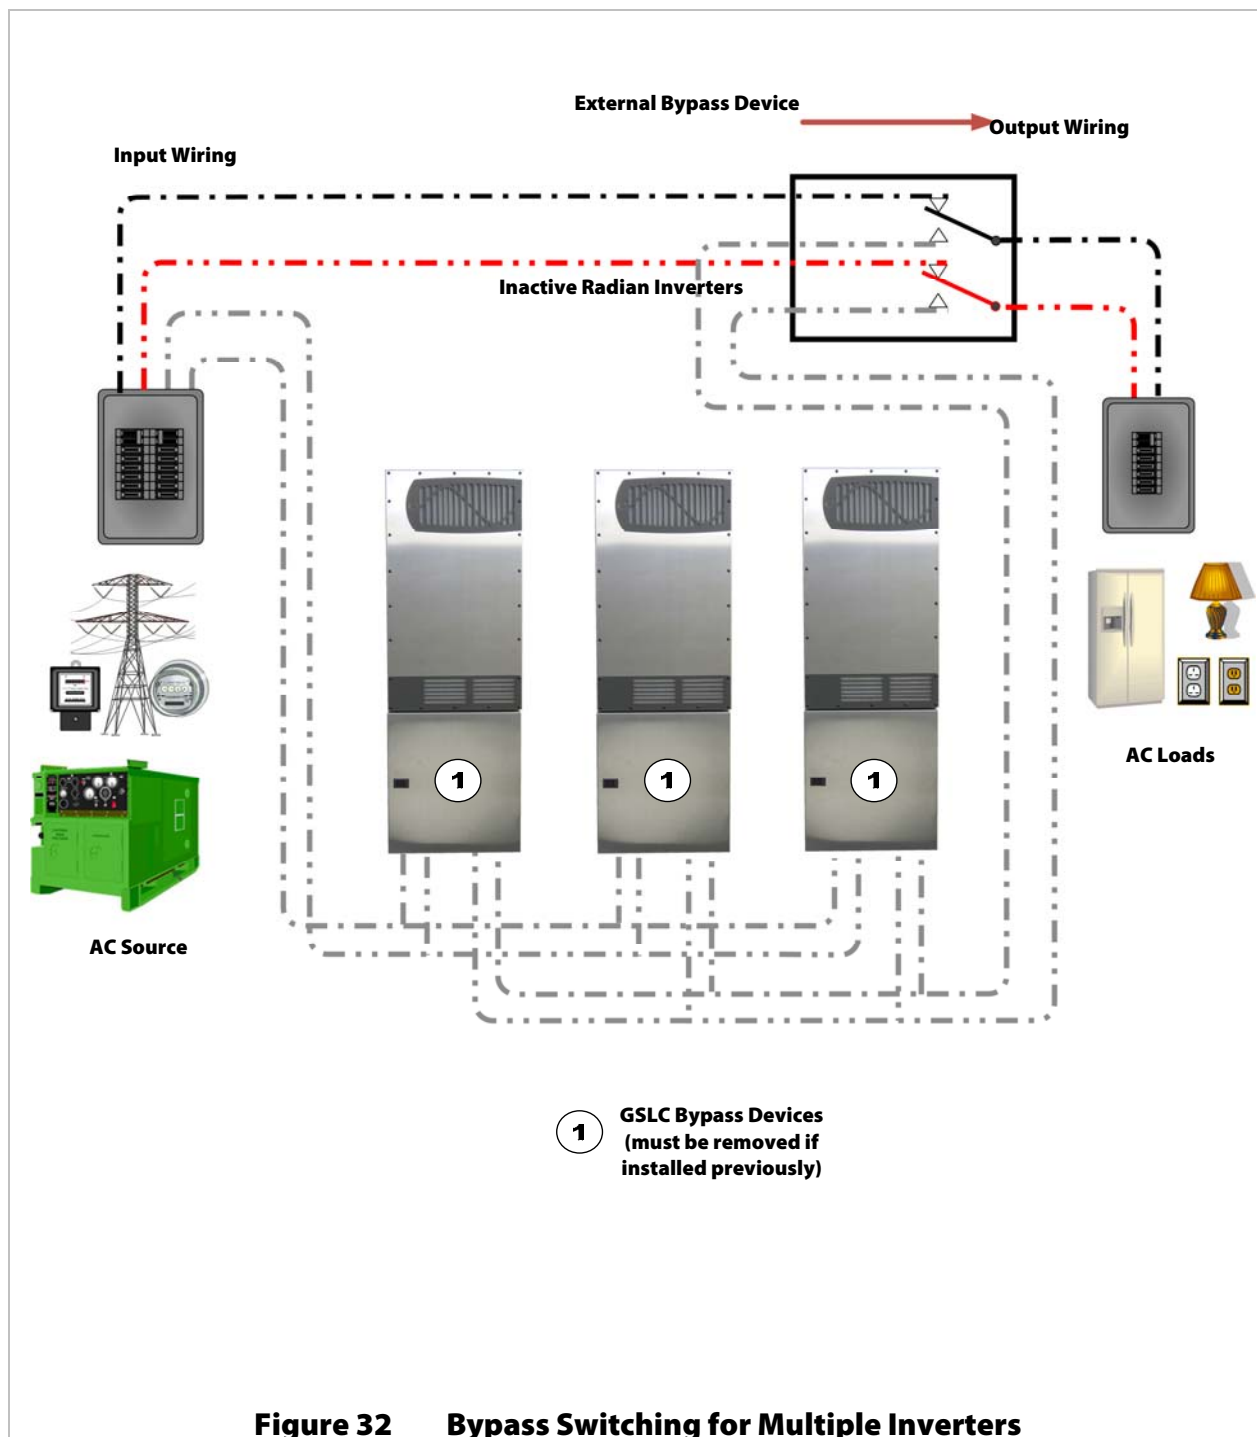 External Bypass Device
Output Wiring
Input Wiring
Inactive Radian Inverters
1
1
1
AC Loads
AC Source
1
GSLC Bypass Devices
(must be removed if
installed previously)
Figure 32 Bypass Switching for Multiple Inverters